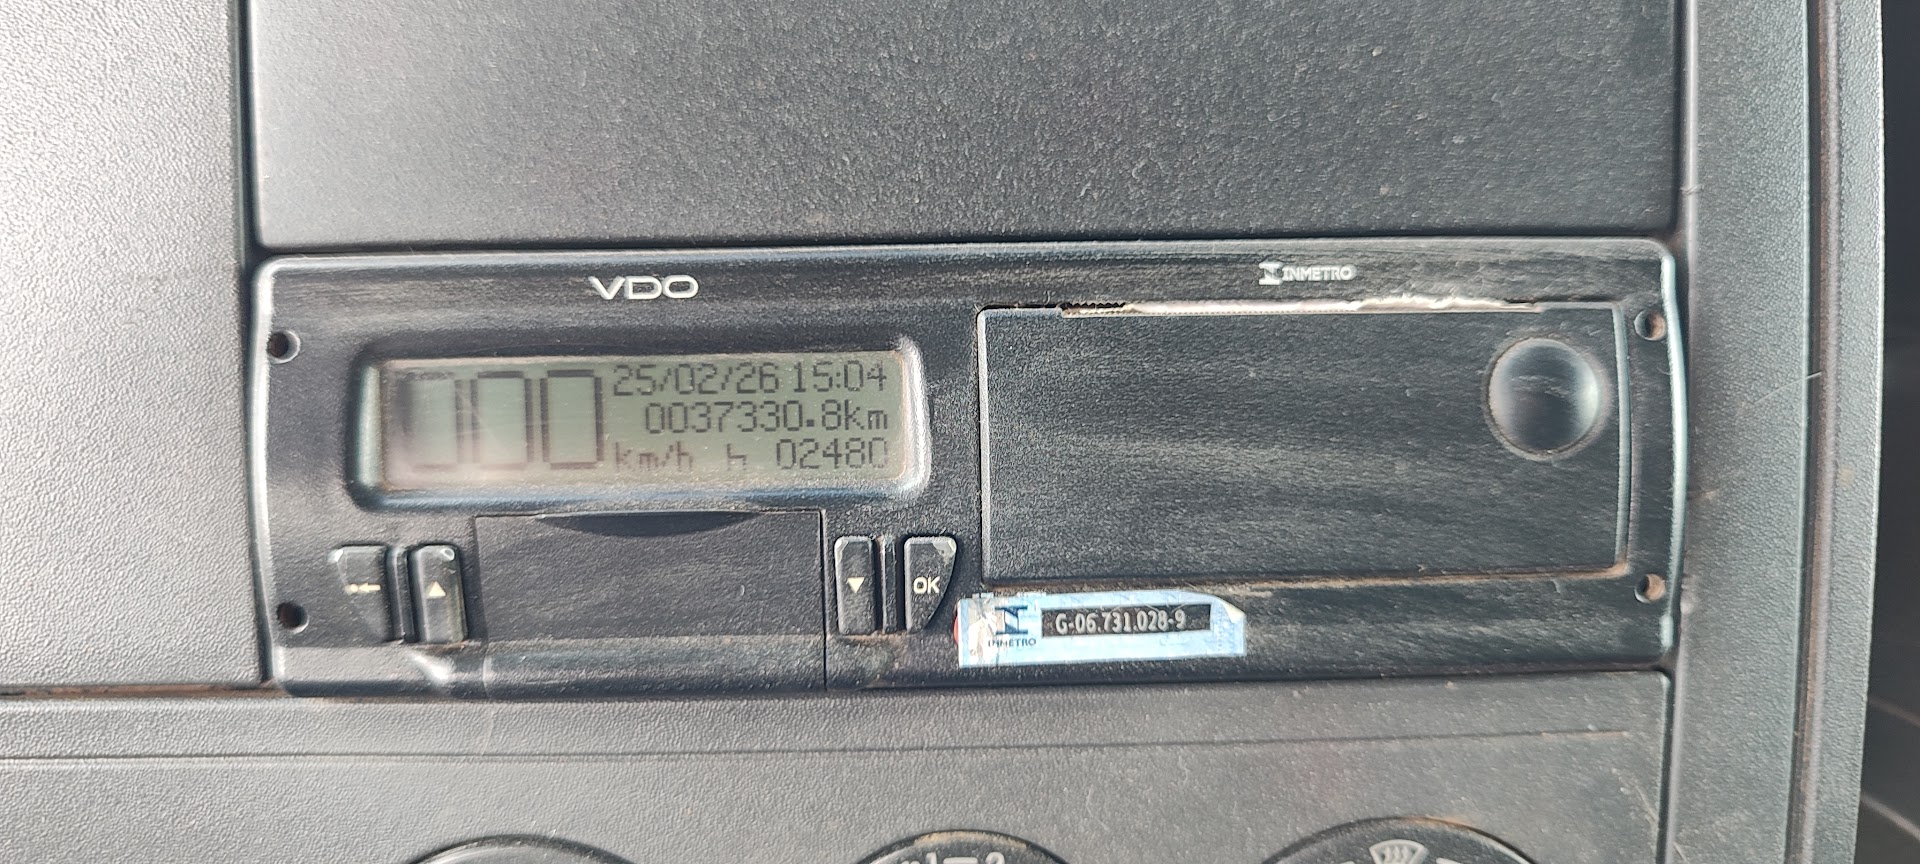 VDO
INMETRO
000 25/02/26 15:04
0037330.8km
km/h h 02480
OK
INMETRO G-06.731.028-9